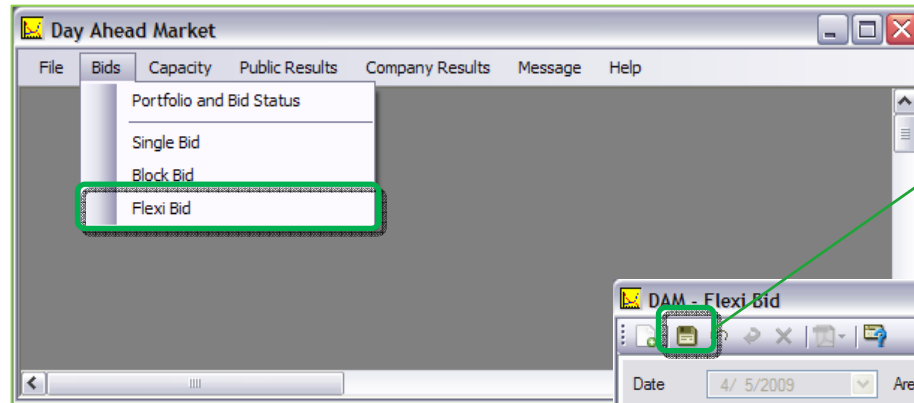 Day Ahead Market
File Bids Capacity Public Results Company Results Message Help
Portfolio and Bid Status
Single Bid
Block Bid
Flexi Bid
DAM - Flexi Bid
Date 4/ 5/2009 Are